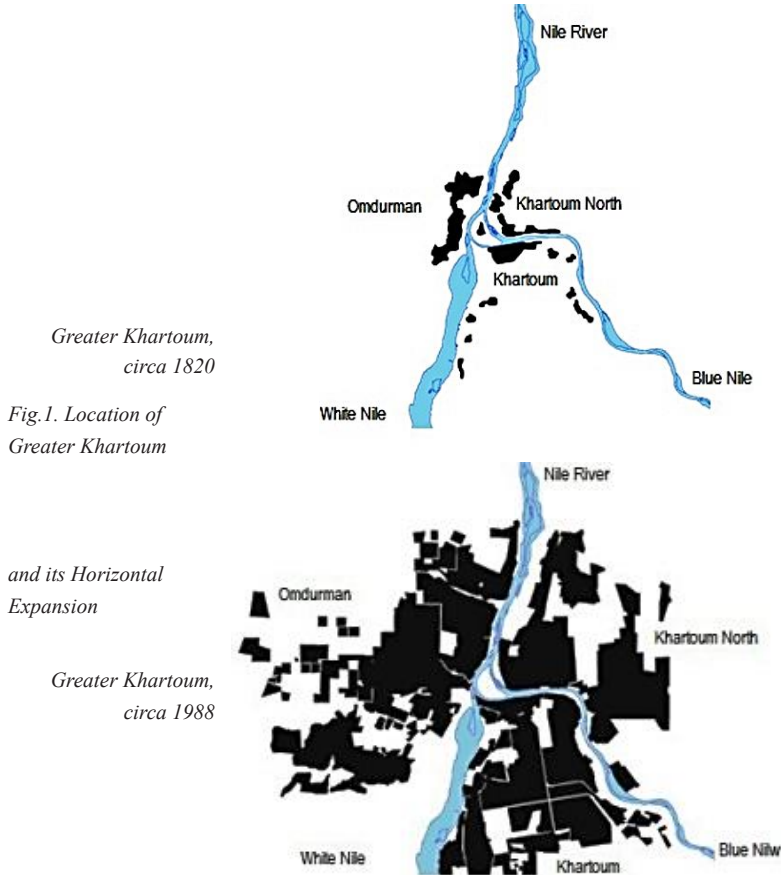 Nile River
Omdurman
Khartoum North
Khartoum
Greater Khartoum,
circa 1820
Blue Nile
White Nile
Fig.1. Location of
Greater Khartoum
Nile River
and its Horizontal
Expansion
Omdurman
Khartoum North
Greater Khartoum,
circa 1988
White Nile
Blue Nilw
Khartoum